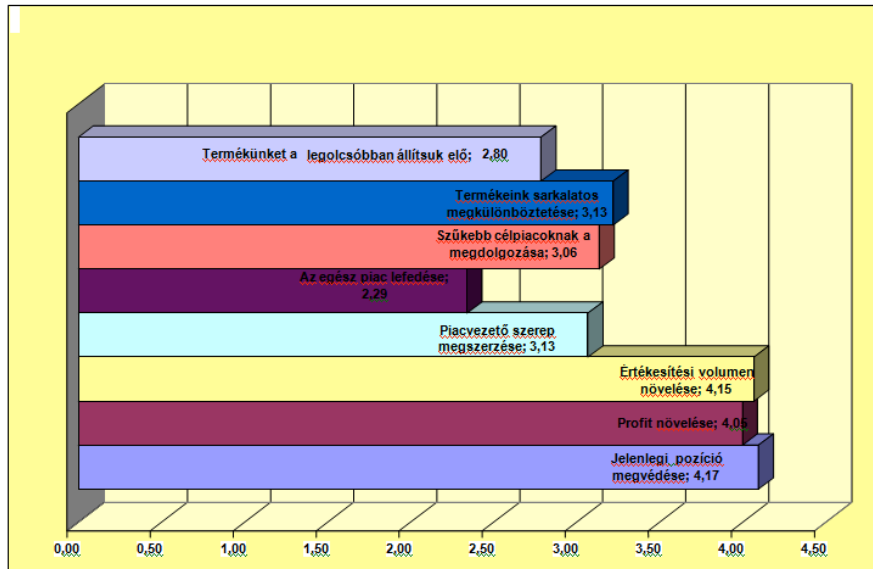 Termékünket a legolcsóbban állítsuk elő; 2,80
Termékeink sarkalatos
megkülönböztetése; 3,13
Szűkebb célpiacoknak a
megdolgozása; 3,06
Az egész piac lefedése;
2,29
Piacvezető szerep
megszerzése; 3,13
Értékesítési volumen
növelése; 4,15
Profit növelése; 4,05
Jelenlegi pozíció
megvédése; 4,17
0,00 0,50 1,00 1,50 2,00 2,50 3,00 3,50 4,00 4,50